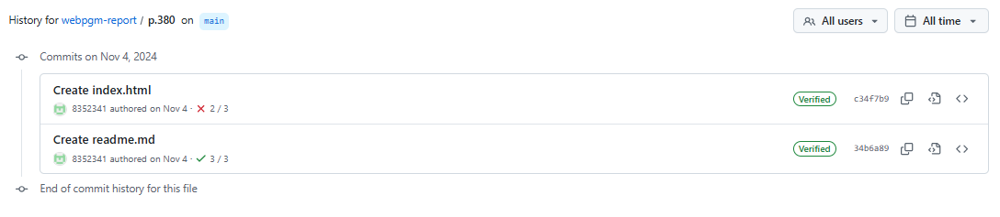 History for webpgm-report / p.380 on main
All users
All time
Commits on Nov 4, 2024
Create index.html
8352341 authored on Nov 4 · 2 / 3
Verified
c34f7b9
Create readme.md
8352341 authored on Nov 4 · 3 / 3
Verified
34b6a89
End of commit history for this file